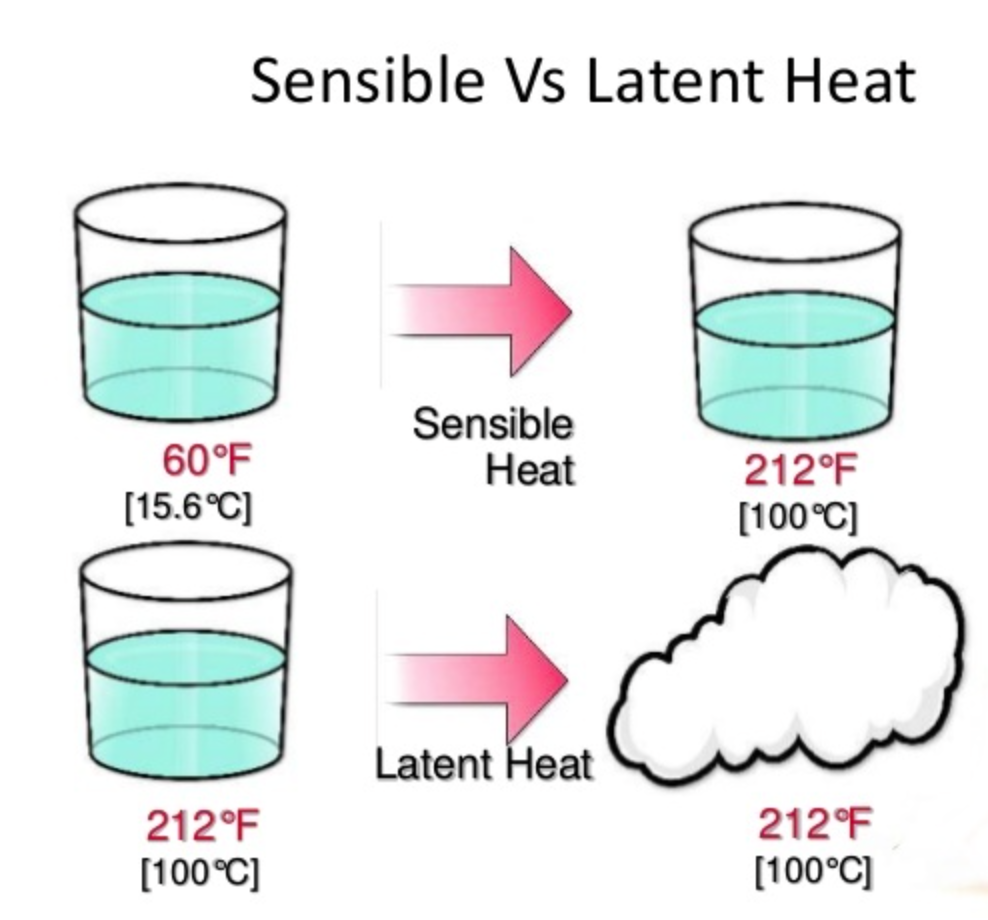 Sensible Vs Latent Heat
Sensible
Heat
60°F
[15.6°C]
212°F
[100°C]
Latent Heat
212°F
[100°C]
212°F
[100°C]